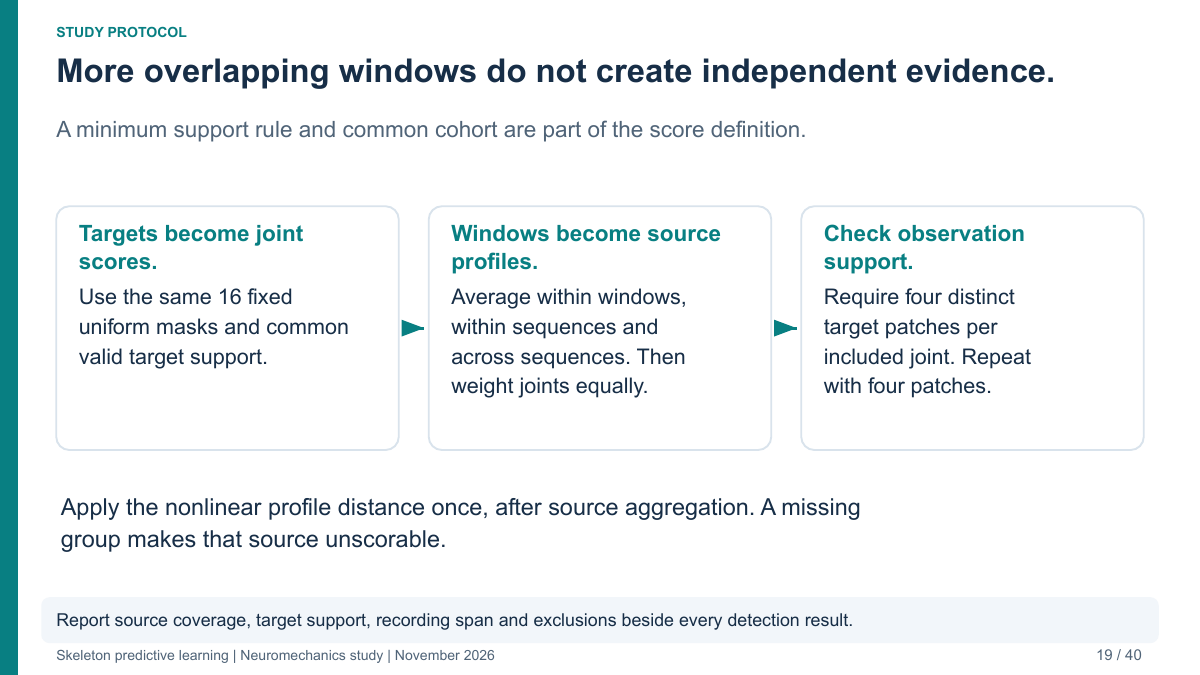 STUDY PROTOCOL
More overlapping windows do not create independent evidence.
A minimum support rule and common cohort are part of the score definition.
Targets become joint
scores.
Use the same 16 fixed
uniform masks and common
valid target support.
Windows become source
profiles.
Average within windows,
within sequences and
across sequences. Then
weight joints equally.
Check observation
support.
Require four distinct
target patches per
included joint. Repeat
with four patches.
Apply the nonlinear profile distance once, after source aggregation. A missing
group makes that source unscorable.
Report source coverage, target support, recording span and exclusions beside every detection result.
Skeleton predictive learning | Neuromechanics study | November 2026
19 / 40